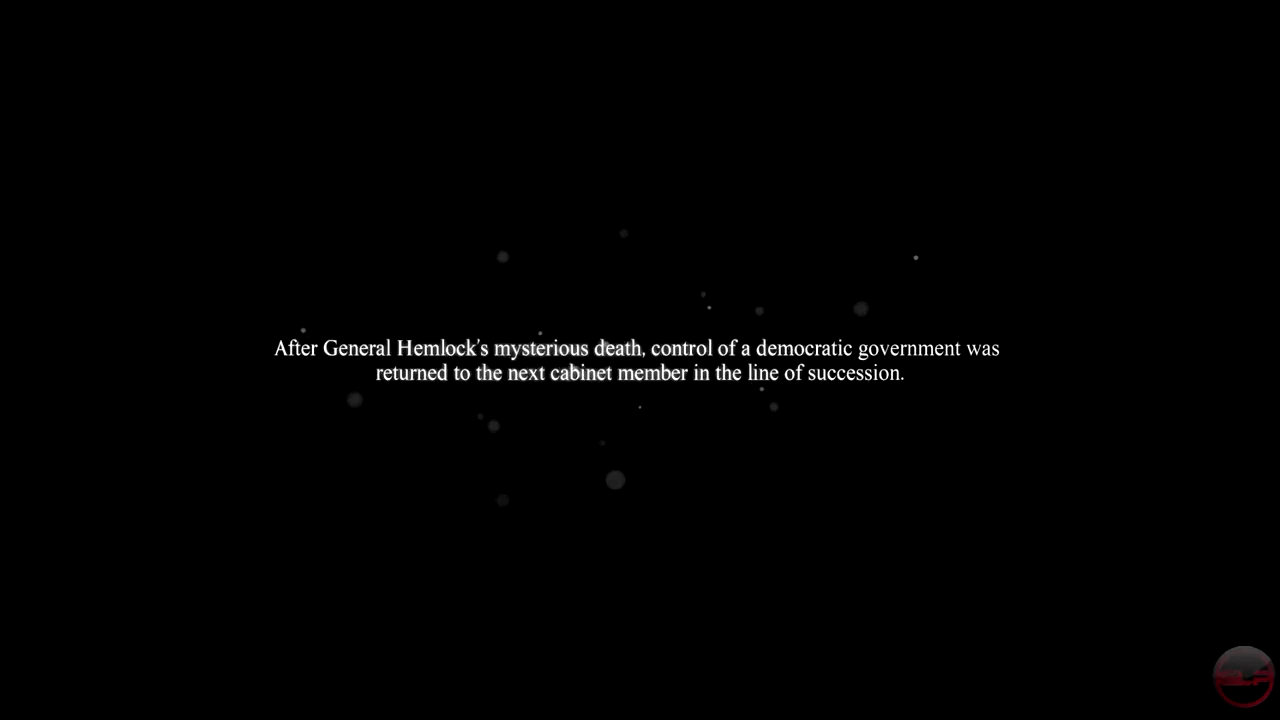 After General Hemlock's mysterious death, control of a democratic government was
returned to the next cabinet member in the line of succession.